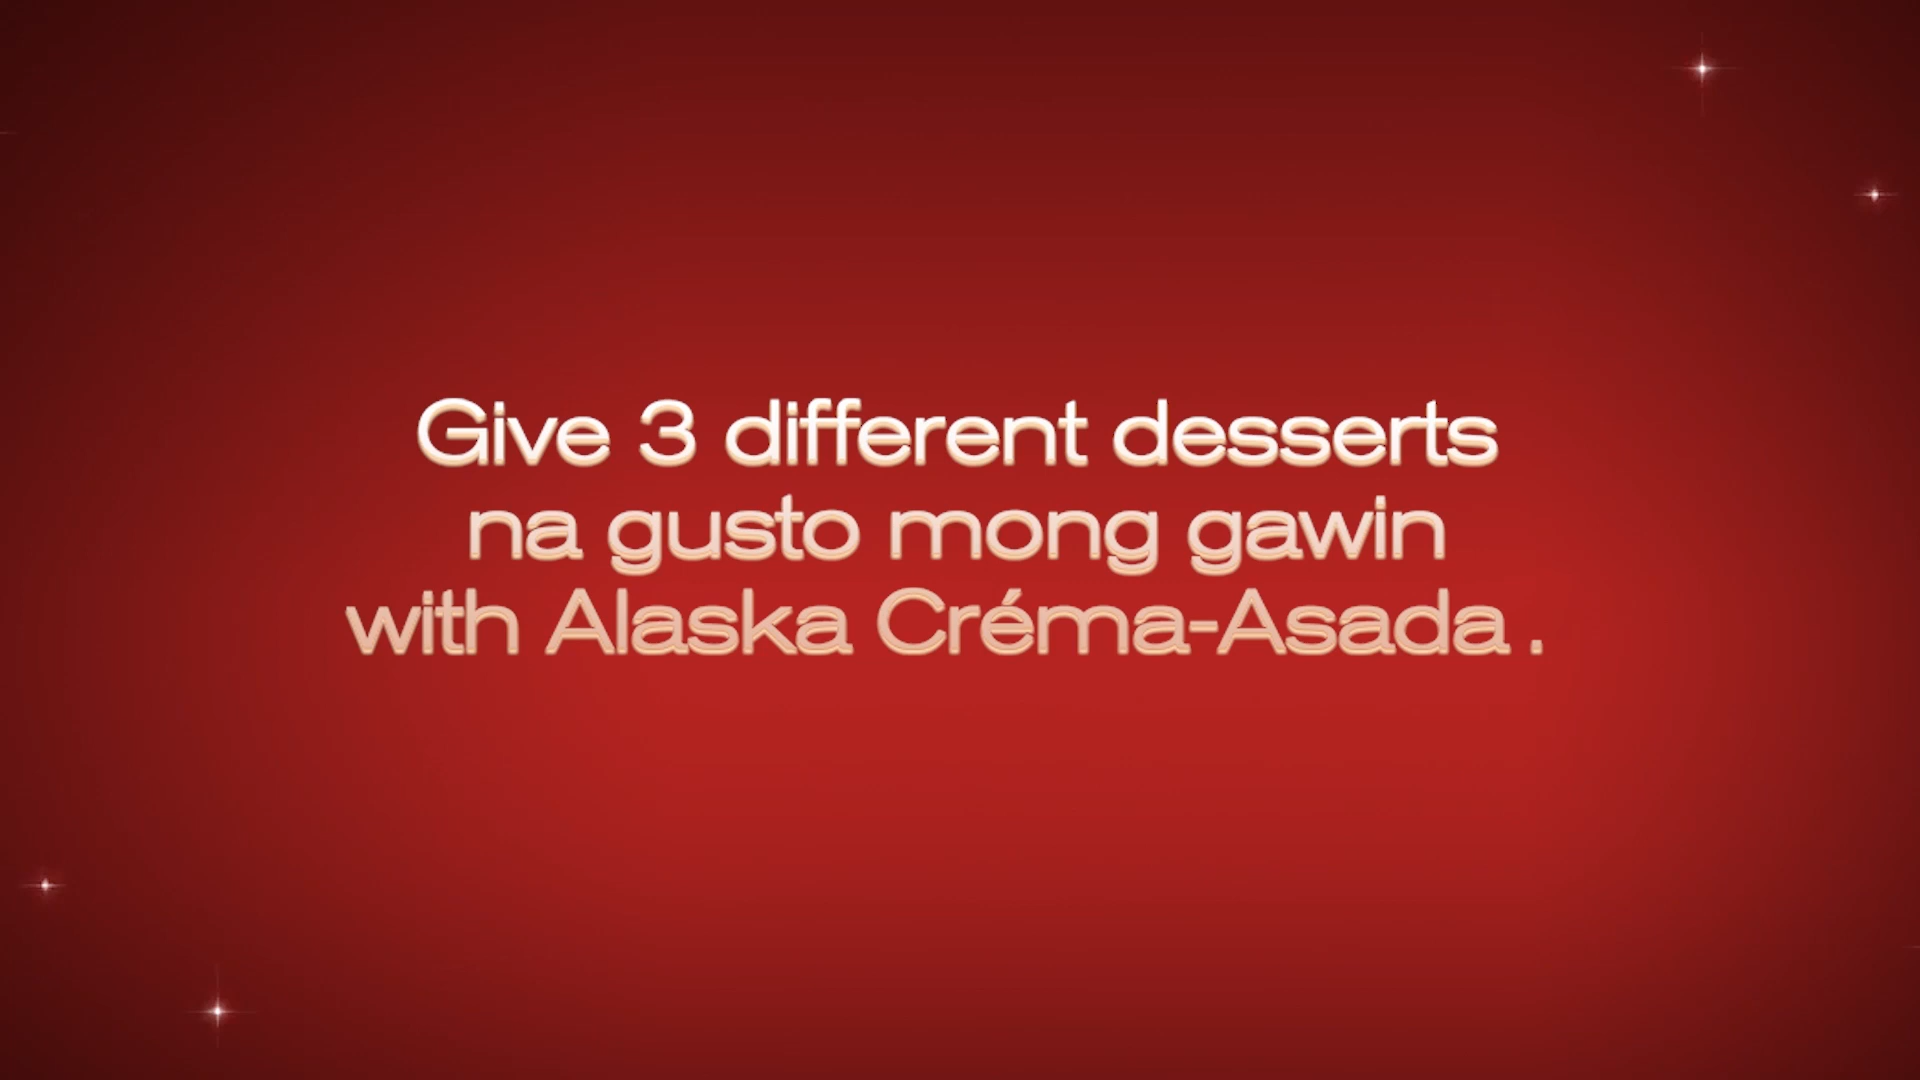 Give 3 different desserts
na gusto mong gawin
with Alaska Créma-Asada .